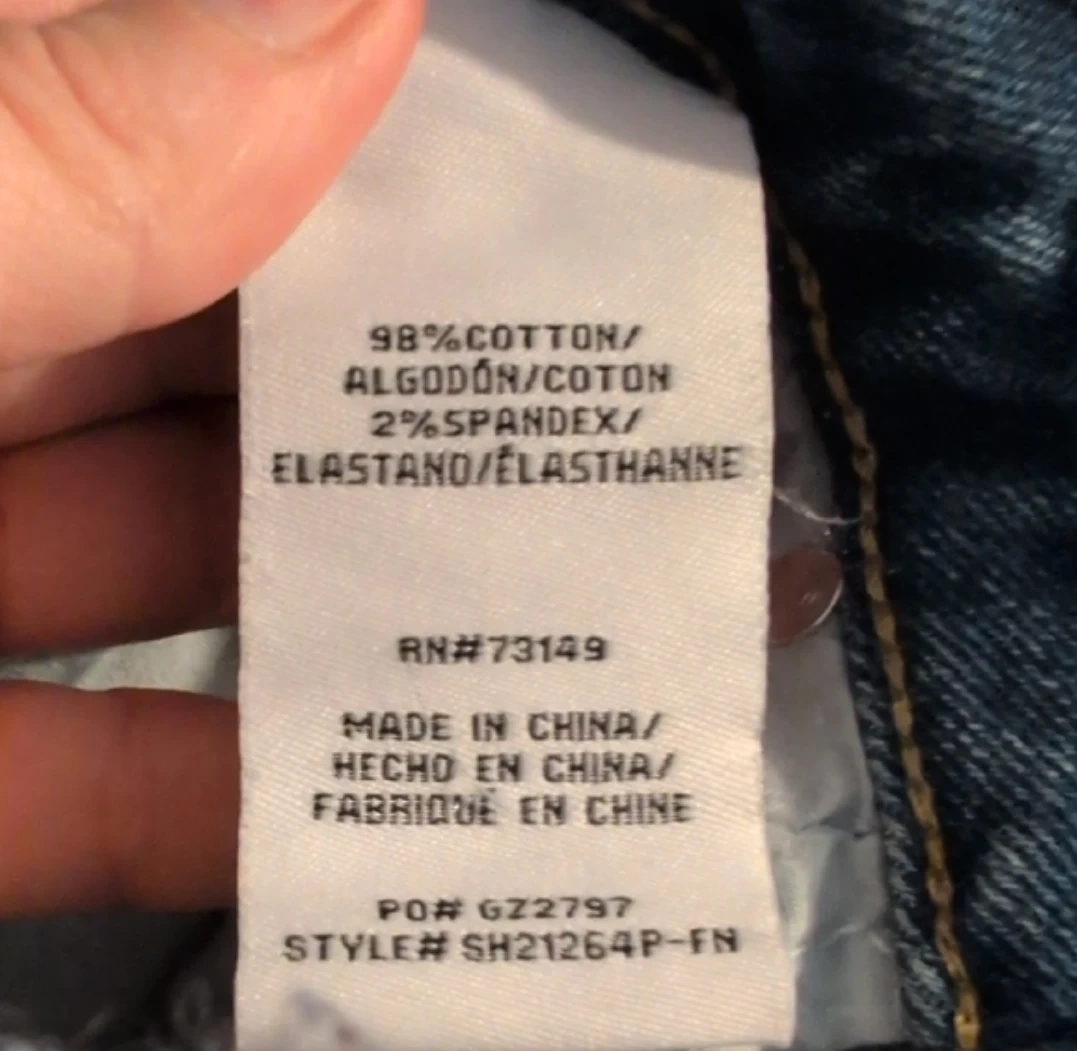 98%COTTON/
ALGODÓN/COTON
2%SPANDEX/
ELASTANO/ÉLASTHANNE
RN#73149
MADE IN CHINA/
HECHO EN CHINA/
FABRIQUÉ EN CHINE
PO# GZ2797
STYLE# SH21264P-FN